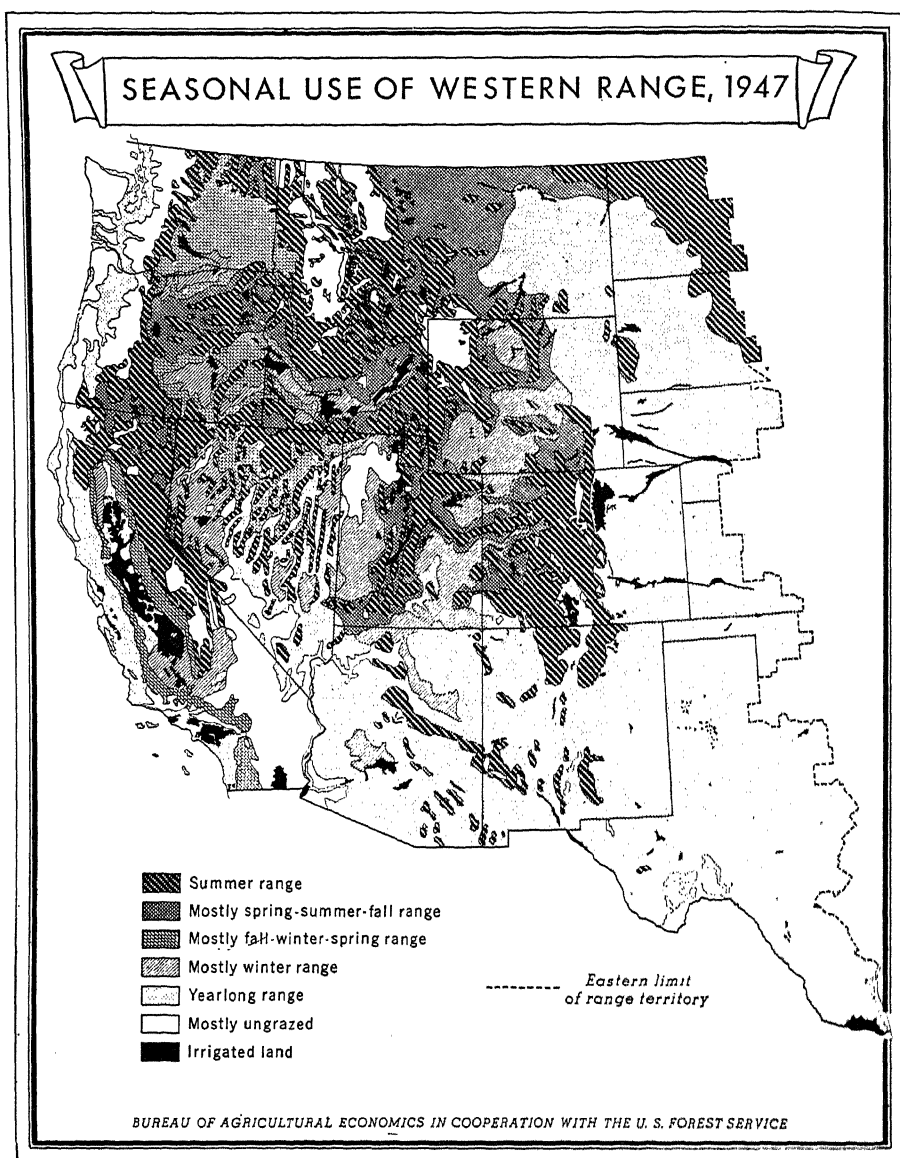 SEASONAL USE OF WESTERN RANGE, 1947
Summer range
Mostly spring-summer-fall range
Mostly fall-winter-spring range
Mostly winter range
Yearlong range
Mostly ungrazed
Irrigated land
Eastern limit
of range territory
BUREAU OF AGRICULTURAL ECONOMICS IN COOPERATION WITH THE U. S. FOREST SERVICE